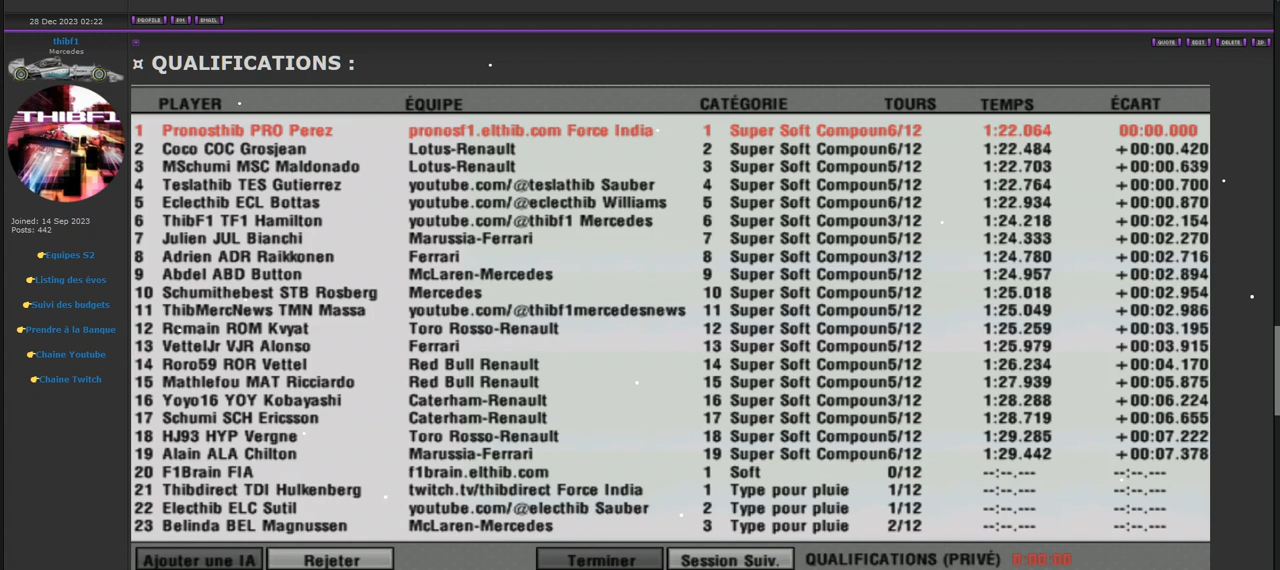 28 Dec 2023 02:22
PROFILE PM EMAIL
thibf1
Mercedes
QUOTE EDIT DELETE IP
¤ QUALIFICATIONS :
THIBF1
Joined: 14 Sep 2023
Posts: 442
👉Equipes S2
👉Listing des évos
👉Suivi des budgets
👉Prendre à la Banque
👉Chaine Youtube
👉Chaine Twitch
PLAYER ÉQUIPE CATÉGORIE TOURS TEMPS ÉCART
1 Pronosthib PRO Perez pronosf1.elthib.com Force India 1 Super Soft Compoun6/12 1:22.064 00:00.000
2 Coco COC Grosjean Lotus-Renault 2 Super Soft Compoun6/12 1:22.484 +00:00.420
3 MSchumi MSC Maldonado Lotus-Renault 3 Super Soft Compoun6/12 1:22.703 +00:00.639
4 Teslathib TES Gutierrez youtube.com/@teslathib Sauber 4 Super Soft Compoun6/12 1:22.764 +00:00.700
5 Eclecthib ECL Bottas youtube.com/@eclecthib Williams 5 Super Soft Compoun6/12 1:22.934 +00:00.870
6 ThibF1 TF1 Hamilton youtube.com/@thibf1 Mercedes 6 Super Soft Compoun3/12 1:24.218 +00:02.154
7 Julien JUL Bianchi Marussia-Ferrari 7 Super Soft Compoun5/12 1:24.333 +00:02.270
8 Adrien ADR Raikkonen Ferrari 8 Super Soft Compoun3/12 1:24.780 +00:02.716
9 Abdel ABD Button McLaren-Mercedes 9 Super Soft Compoun5/12 1:24.957 +00:02.894
10 Schumithebest STB Rosberg Mercedes 10 Super Soft Compoun5/12 1:25.018 +00:02.954
11 ThibMercNews TMN Massa youtube.com/@thibf1mercedesnews 11 Super Soft Compoun5/12 1:25.049 +00:02.986
12 Romain ROM Kvyat Toro Rosso-Renault 12 Super Soft Compoun5/12 1:25.259 +00:03.195
13 VettelJr VJR Alonso Ferrari 13 Super Soft Compoun5/12 1:25.979 +00:03.915
14 Roro59 ROR Vettel Red Bull Renault 14 Super Soft Compoun5/12 1:26.234 +00:04.170
15 Mathlefou MAT Ricciardo Red Bull Renault 15 Super Soft Compoun5/12 1:27.939 +00:05.875
16 Yoyo16 YOY Kobayashi Caterham-Renault 16 Super Soft Compoun3/12 1:28.288 +00:06.224
17 Schumi SCH Ericsson Caterham-Renault 17 Super Soft Compoun5/12 1:28.719 +00:06.655
18 HJ93 HYP Vergne Toro Rosso-Renault 18 Super Soft Compoun5/12 1:29.285 +00:07.222
19 Alain ALA Chilton Marussia-Ferrari 19 Super Soft Compoun6/12 1:29.442 +00:07.378
20 F1Brain FIA f1brain.elthib.com 1 Soft 0/12 --:--.--- --:--.---
21 Thibdirect TDI Hulkenberg twitch.tv/thibdirect Force India 1 Type pour pluie 1/12 --:--.--- --:--.---
22 Electhib ELC Sutil youtube.com/@electhib Sauber 2 Type pour pluie 1/12 --:--.--- --:--.---
23 Belinda BEL Magnussen McLaren-Mercedes 3 Type pour pluie 2/12 --:--.--- --:--.---
Ajouter une IA Rejeter Terminer Session Suiv. QUALIFICATIONS (PRIVÉ) 0:00:00